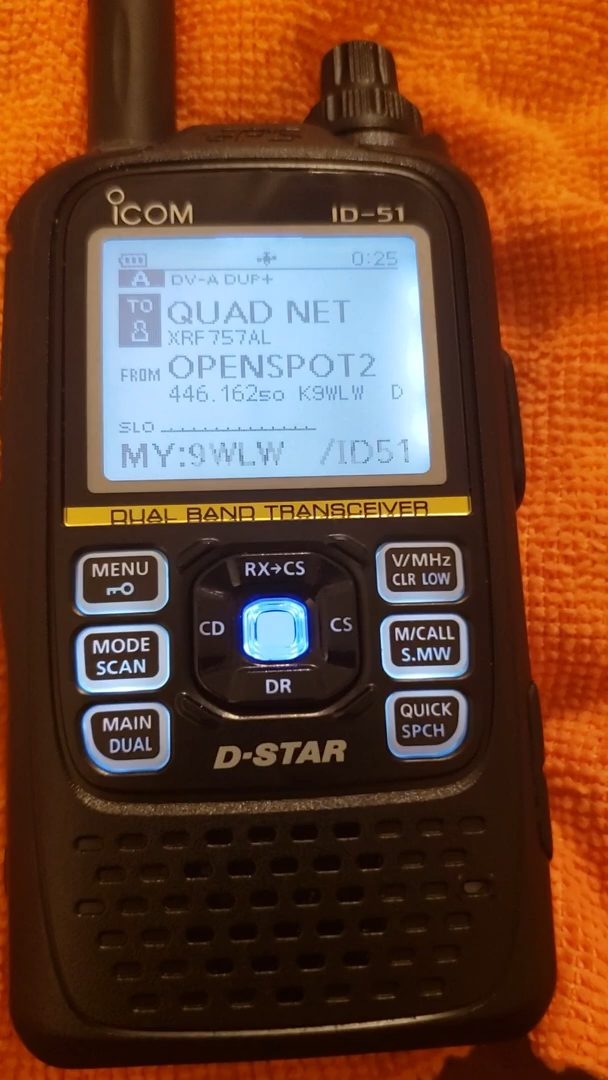 GPS
ICOM
ID-51
0:25
A DV-A DUP+
TO QUAD NET
XRF757AL
FROM OPENSPOT2
446.16250 K9WLW D
SLO
MY:9WLW /ID51
DUAL BAND TRANSCEIVER
MENU
RX→CS
V/MHz
CLR LOW
CD
CS
MODE
SCAN
M/CALL
S.MW
DR
MAIN
DUAL
QUICK
SPCH
D-STAR